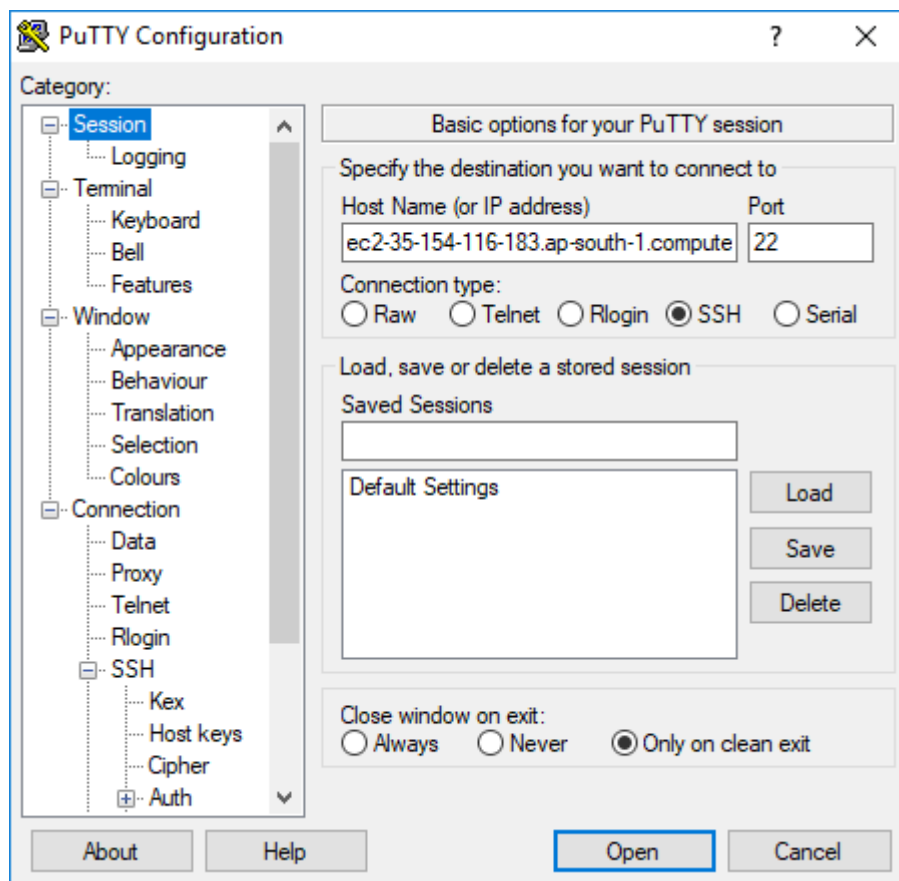 PuTTY Configuration
?
Category:
Session
Logging
Terminal
Keyboard
Bell
Features
Window
Appearance
Behaviour
Translation
Selection
Colours
Connection
Data
Proxy
Telnet
Rlogin
SSH
Kex
Host keys
Cipher
Auth
Basic options for your PuTTY session
Specify the destination you want to connect to
Host Name (or IP address) Port
ec2-35-154-116-183.ap-south-1.compute 22
Connection type:
Raw Telnet Rlogin SSH Serial
Load, save or delete a stored session
Saved Sessions
Default Settings
Load
Save
Delete
Close window on exit:
Always Never Only on clean exit
About Help Open Cancel